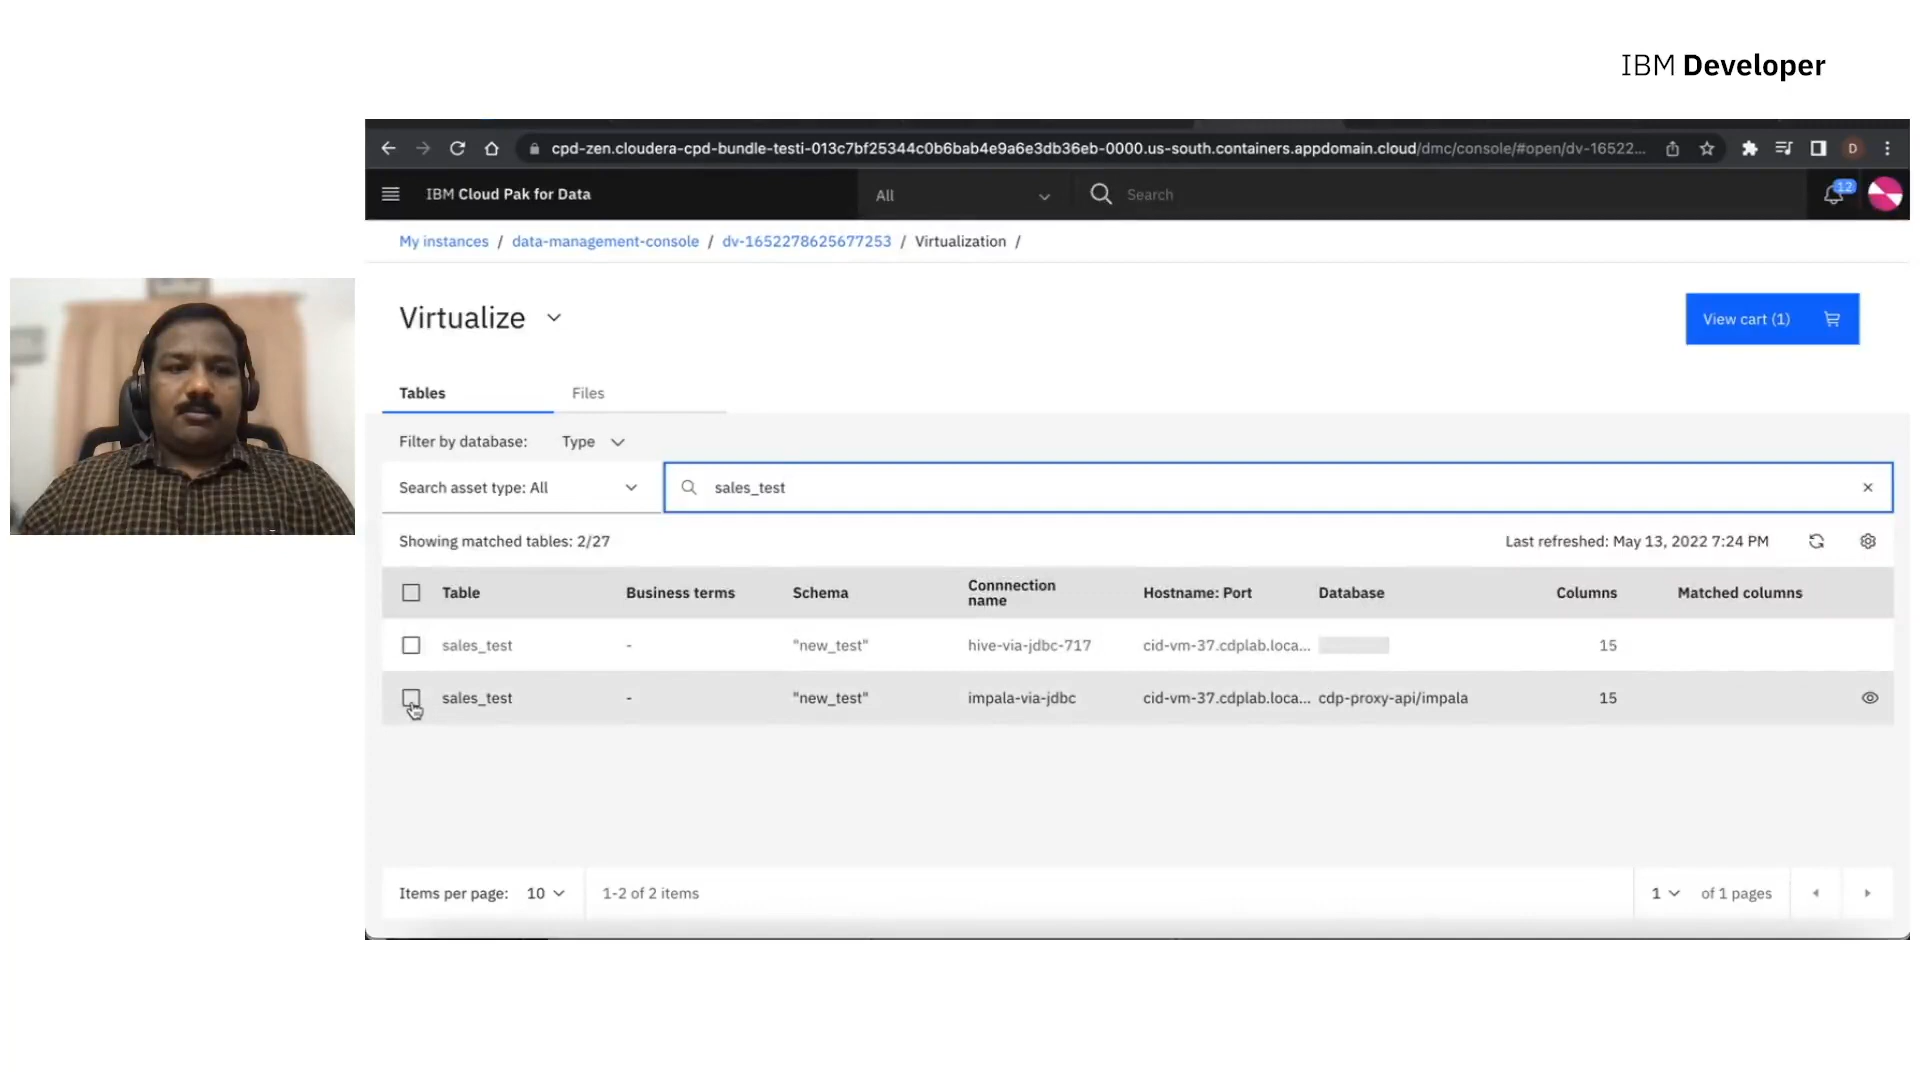 IBM Developer
cpd-zen.cloudera-cpd-bundle-testi-013c7bf25344c0b6bab4e9a6e3db36eb-0000.us-south.containers.appdomain.cloud/dmc/console/#open/dv-16522...
D
IBM Cloud Pak for Data
All
Search
12
My instances / data-management-console / dv-1652278625677253 / Virtualization /
Virtualize
View cart (1)
Tables
Files
Filter by database: Type
Search asset type: All
sales_test
Showing matched tables: 2/27
Last refreshed: May 13, 2022 7:24 PM
Table Business terms Schema Connnection name Hostname: Port Database Columns Matched columns
sales_test - "new_test" hive-via-jdbc-717 cid-vm-37.cdplab.loca... 15
sales_test - "new_test" impala-via-jdbc cid-vm-37.cdplab.loca... cdp-proxy-api/impala 15
Items per page: 10
1-2 of 2 items
1 of 1 pages